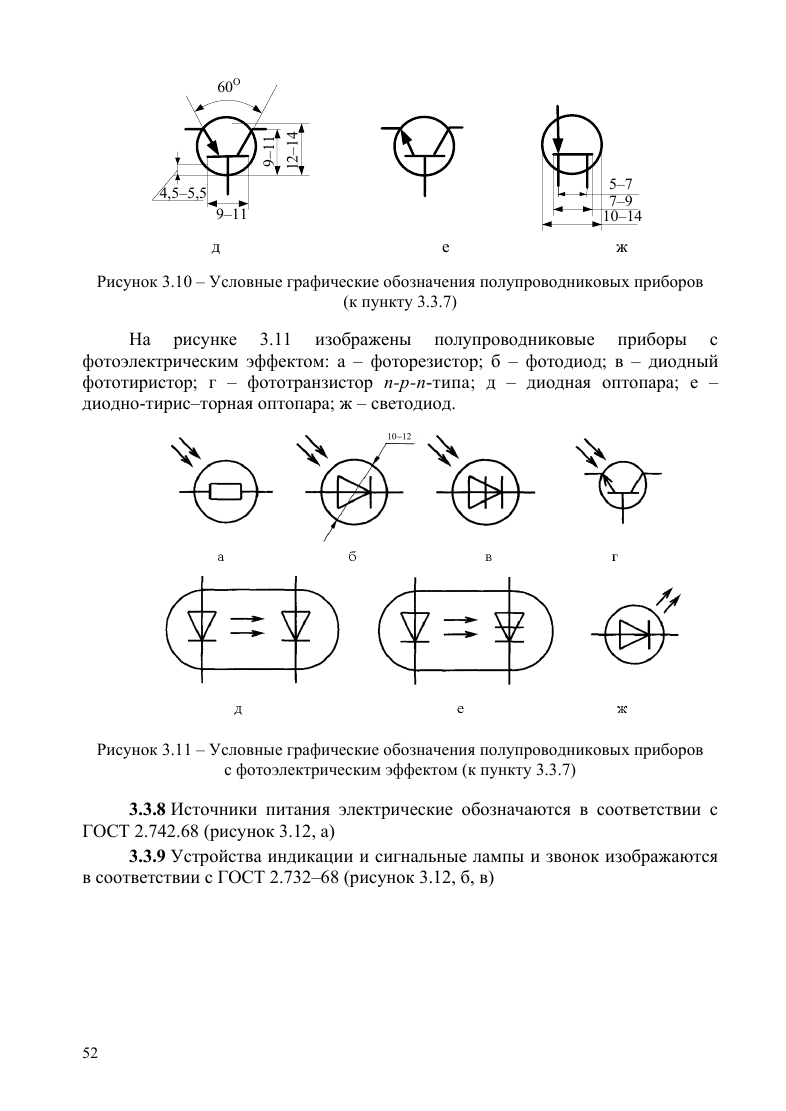 60О
9–11
12–14
4,5–5,5
9–11
5–7
7–9
10–14
д е ж
Рисунок 3.10 – Условные графические обозначения полупроводниковых приборов
(к пункту 3.3.7)
На рисунке 3.11 изображены полупроводниковые приборы с
фотоэлектрическим эффектом: а – фоторезистор; б – фотодиод; в – диодный
фототиристор; г – фототранзистор n-p-n-типа; д – диодная оптопара; е –
диодно-тирис–торная оптопара; ж – светодиод.
10–12
а б в г
д е ж
Рисунок 3.11 – Условные графические обозначения полупроводниковых приборов
с фотоэлектрическим эффектом (к пункту 3.3.7)
3.3.8 Источники питания электрические обозначаются в соответствии с
ГОСТ 2.742.68 (рисунок 3.12, а)
3.3.9 Устройства индикации и сигнальные лампы и звонок изображаются
в соответствии с ГОСТ 2.732–68 (рисунок 3.12, б, в)
52